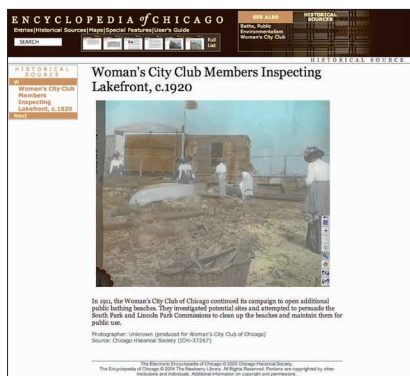 ENCYCLOPEDIA of CHICAGO
Entries|Historical Sources|Maps|Special Features|User's Guide
SEARCH
Full
List
SEE ALSO
Baths, Public
Environmentalism
Woman's City Club
HISTORICAL
SOURCES
HISTORICAL SOURCE
HISTORICAL
SOURCE
W
Woman's City Club
Members
Inspecting
Lakefront, c.1920
Next
Woman's City Club Members Inspecting
Lakefront, c.1920
In 1911, the Woman's City Club of Chicago continued its campaign to open additional
public bathing beaches. They investigated potential sites and attempted to persuade the
South Park and Lincoln Park Commissions to clean up the beaches and maintain them for
public use.
Photographer: Unknown (produced for Woman's City Club of Chicago)
Source: Chicago Historical Society (ICHi-37267)
The Electronic Encyclopedia of Chicago © 2005 Chicago Historical Society.
The Encyclopedia of Chicago © 2004 The Newberry Library. All Rights Reserved. Portions are copyrighted by other
institutions and individuals. Additional information on copyright and permissions.